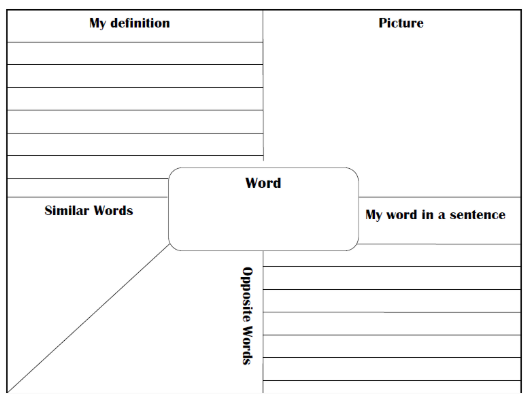 My definition
Picture
Word
Similar Words
My word in a sentence
Opposite Words